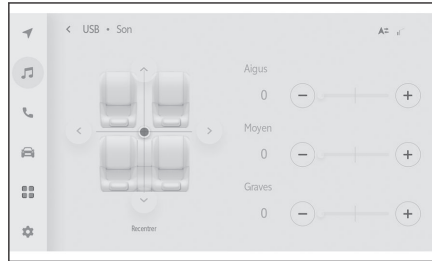 USB • Son
A
Aigus
0
Moyen
0
Graves
0
Recentrer